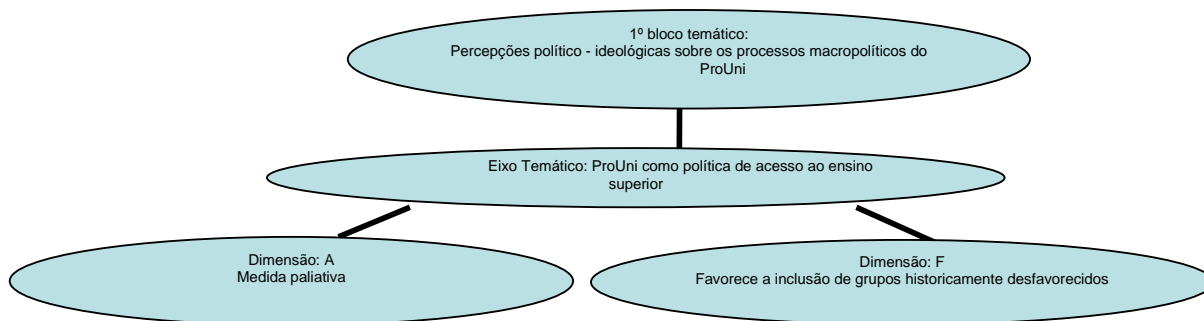 1º bloco temático:
Percepções político - ideológicas sobre os processos macropolíticos do
ProUni
Eixo Temático: ProUni como política de acesso ao ensino
superior
Dimensão: A
Medida paliativa
Dimensão: F
Favorece a inclusão de grupos historicamente desfavorecidos